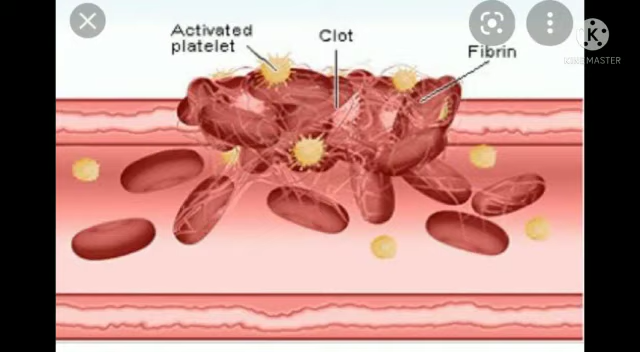 Activated
platelet
Clot
Fibrin
K
KINEMASTER